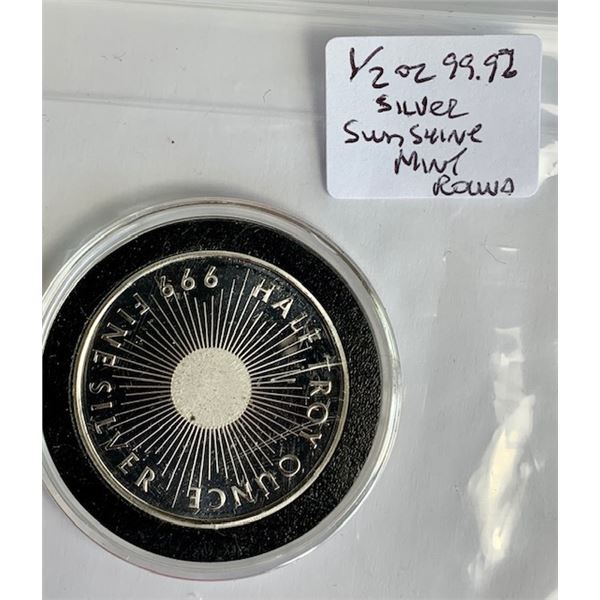 1/2 oz 99.9%
SILVER
SUNSHINE
MINT
ROUND
HALF TROY OUNCE
999 FINE SILVER